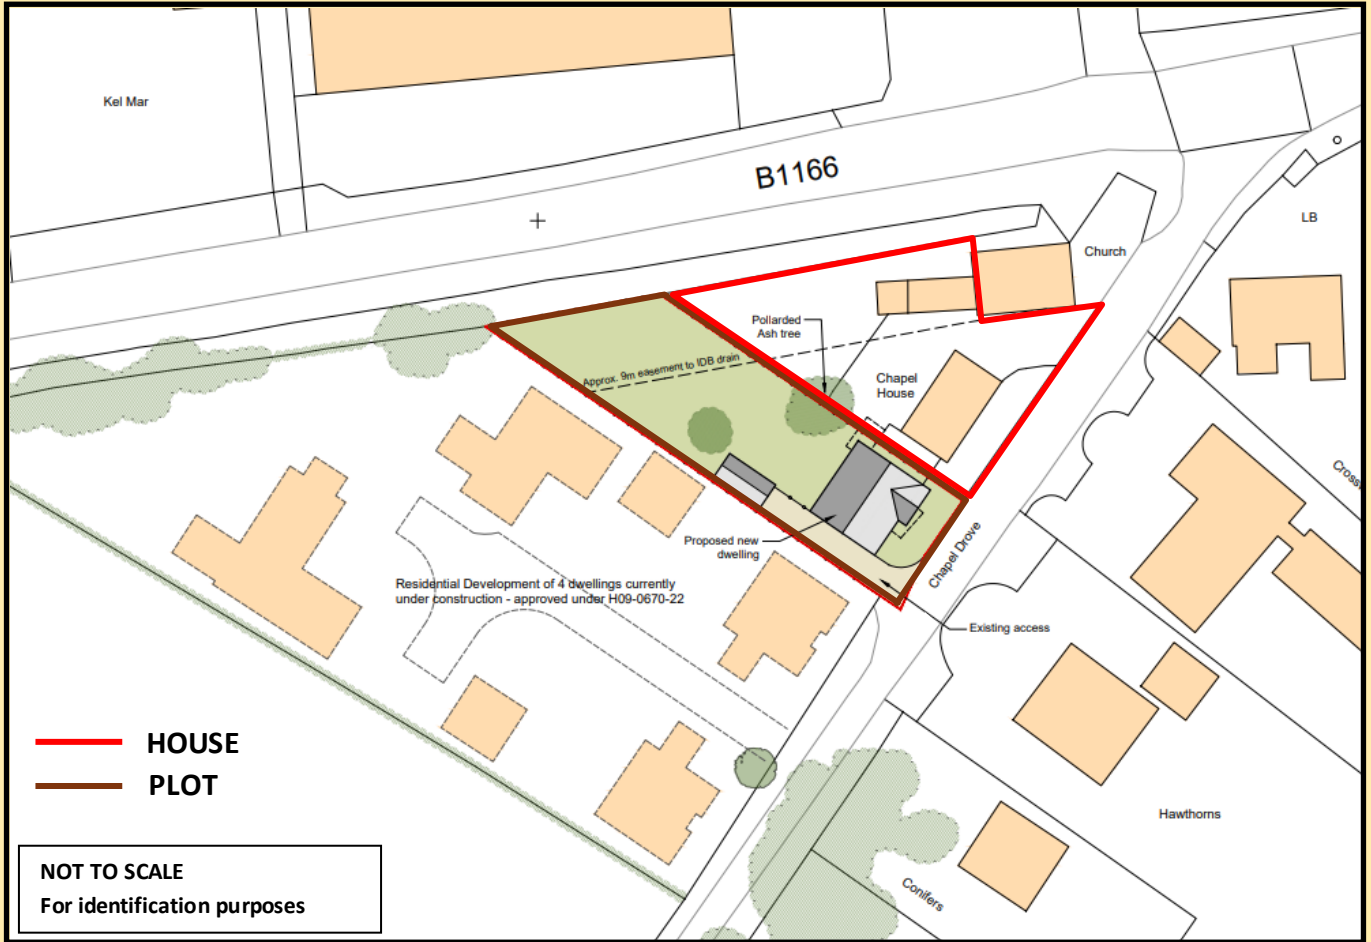 Kel Mar
B1166
LB
Church
Pollarded
Ash tree
Approx. 9m easement to IDB drain
Chapel
House
Proposed new
dwelling
Chapel Drove
Residential Development of 4 dwellings currently
under construction - approved under H09-0670-22
Existing access
HOUSE
PLOT
Hawthorns
Conifers
NOT TO SCALE
For identification purposes